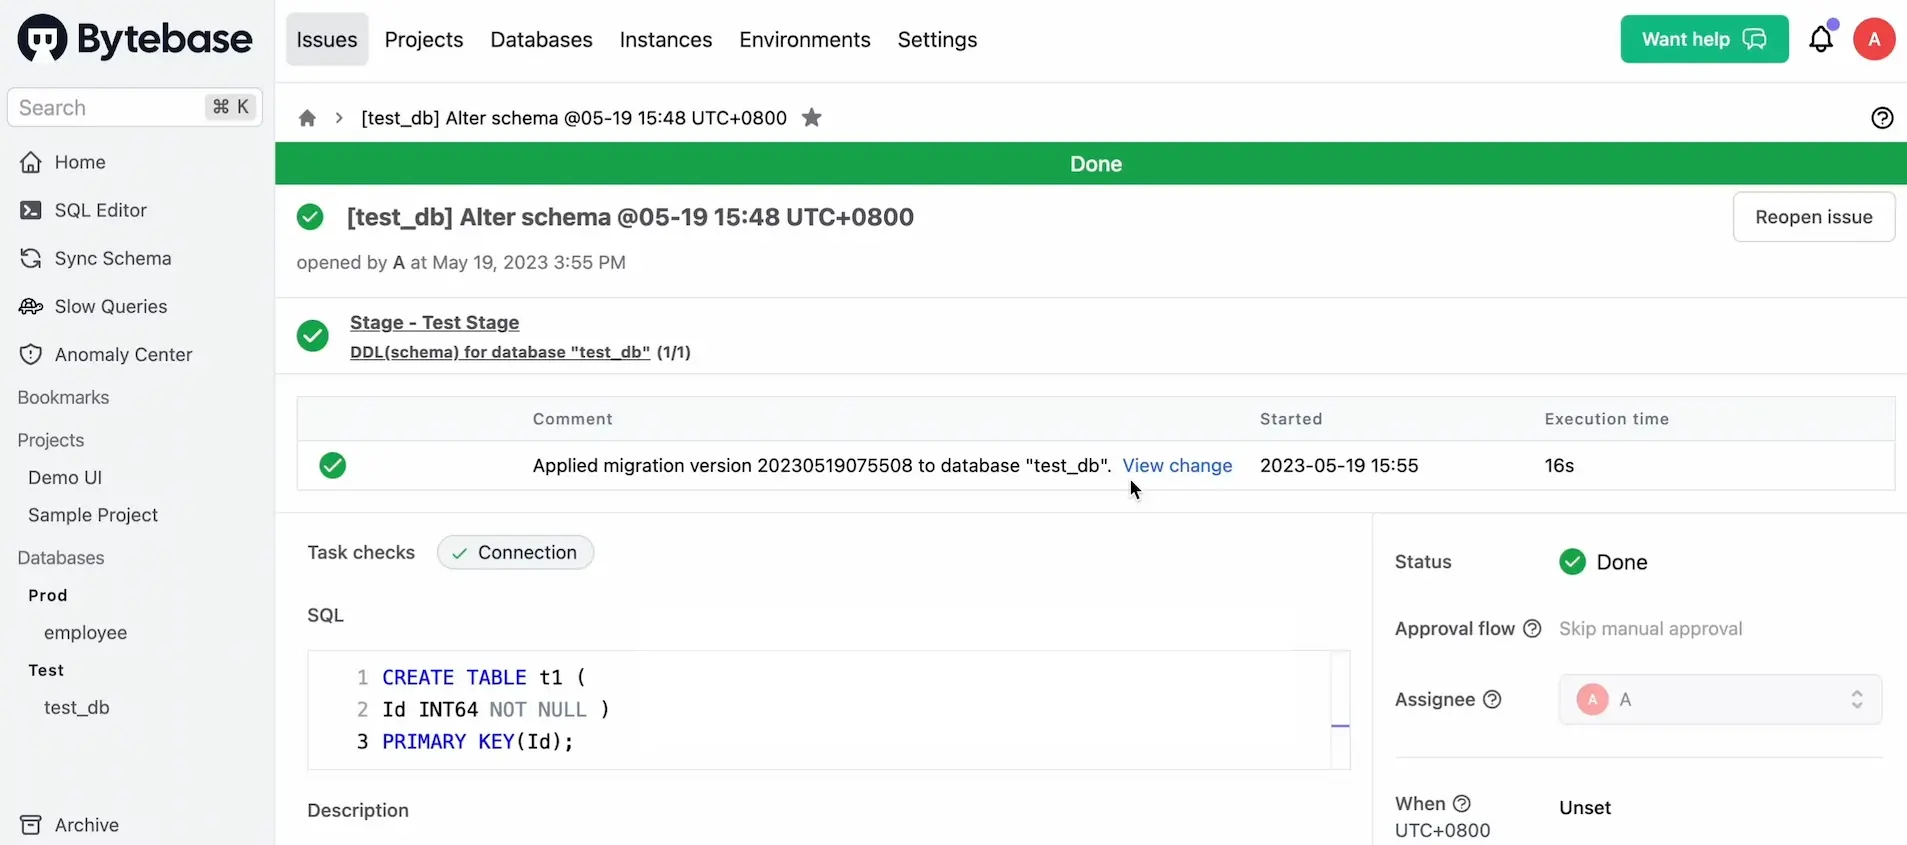 Bytebase
Issues Projects Databases Instances Environments Settings
Want help
A
Search ⌘ K
Home
SQL Editor
Sync Schema
Slow Queries
Anomaly Center
Bookmarks
Projects
Demo UI
Sample Project
Databases
Prod
employee
Test
test_db
Archive
[test_db] Alter schema @05-19 15:48 UTC+0800
Done
[test_db] Alter schema @05-19 15:48 UTC+0800
Reopen issue
opened by A at May 19, 2023 3:55 PM
Stage - Test Stage
DDL(schema) for database "test_db" (1/1)
Comment Started Execution time
Applied migration version 20230519075508 to database "test_db". View change 2023-05-19 15:55 16s
Task checks Connection
SQL
1 CREATE TABLE t1 (
2 Id INT64 NOT NULL )
3 PRIMARY KEY(Id);
Description
Status Done
Approval flow Skip manual approval
Assignee A A
When Unset
UTC+0800